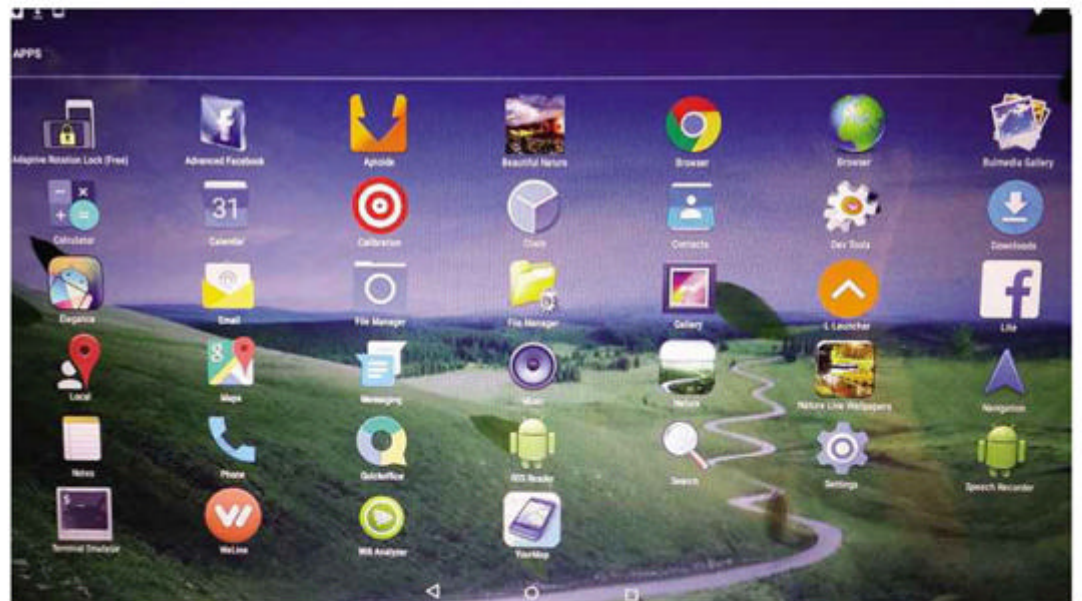 APPS
Adaptive Rotation Lock (Free) Advanced Facebook Aptoide Beautiful Nature Browser Browser Bulmedia Gallery
Calculator 31 Calendar Calibration Clock Contacts Dev Tools Downloads
Elegance Email File Manager File Manager Gallery L Launcher Lite
Local Maps Messaging Music Nature Nature Live Wallpapers Navigation
Notes Phone Quickoffice RSS Reader Search Settings Speech Recorder
Terminal Emulator WeLine Wifi Analyzer YourMap